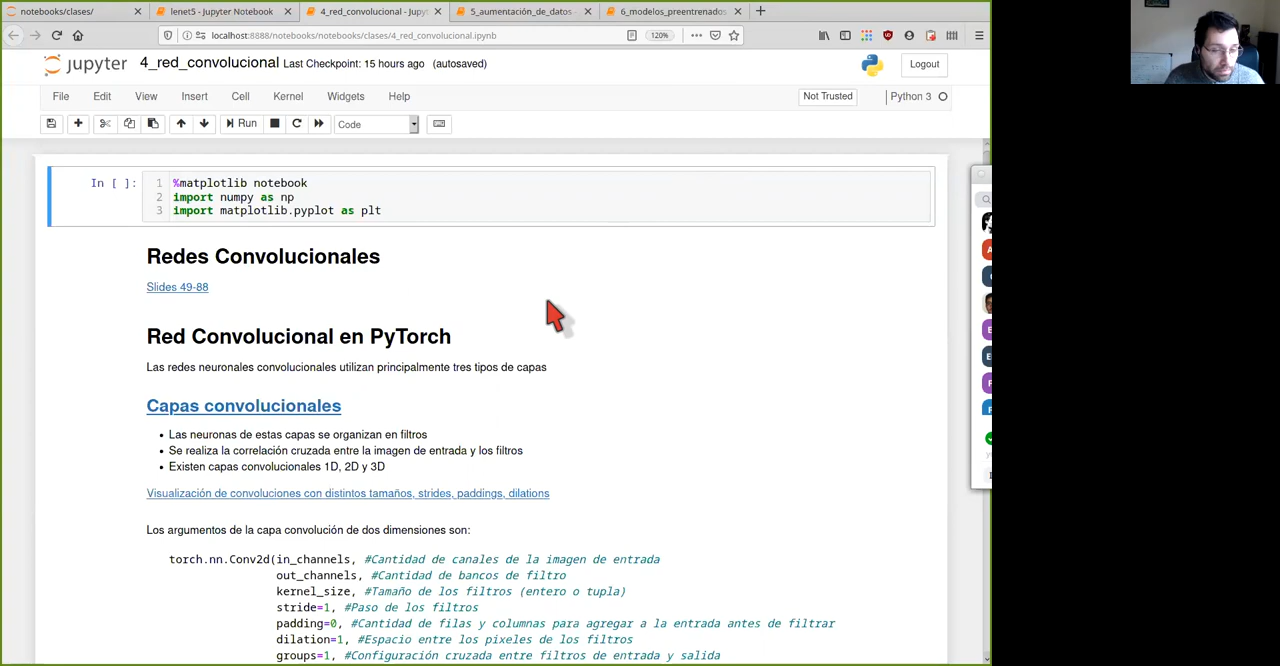 notebooks/clases/
lenet5 - Jupyter Notebook
4_red_convolucional - Jupyt
5_aumentación_de_datos -
6_modelos_preentrenados
localhost:8888/notebooks/notebooks/clases/4_red_convolucional.ipynb
120%
jupyter 4_red_convolucional Last Checkpoint: 15 hours ago (autosaved)
Logout
File Edit View Insert Cell Kernel Widgets Help
Not Trusted
Python 3
Run
Code
In [ ]:
1 %matplotlib notebook
2 import numpy as np
3 import matplotlib.pyplot as plt
Redes Convolucionales
Slides 49-88
Red Convolucional en PyTorch
Las redes neuronales convolucionales utilizan principalmente tres tipos de capas
Capas convolucionales
• Las neuronas de estas capas se organizan en filtros
• Se realiza la correlación cruzada entre la imagen de entrada y los filtros
• Existen capas convolucionales 1D, 2D y 3D
Visualización de convoluciones con distintos tamaños, strides, paddings, dilations
Los argumentos de la capa convolución de dos dimensiones son:
torch.nn.Conv2d(in_channels, #Cantidad de canales de la imagen de entrada
out_channels, #Cantidad de bancos de filtro
kernel_size, #Tamaño de los filtros (entero o tupla)
stride=1, #Paso de los filtros
padding=0, #Cantidad de filas y columnas para agregar a la entrada antes de filtrar
dilation=1, #Espacio entre los pixeles de los filtros
groups=1, #Configuración cruzada entre filtros de entrada y salida